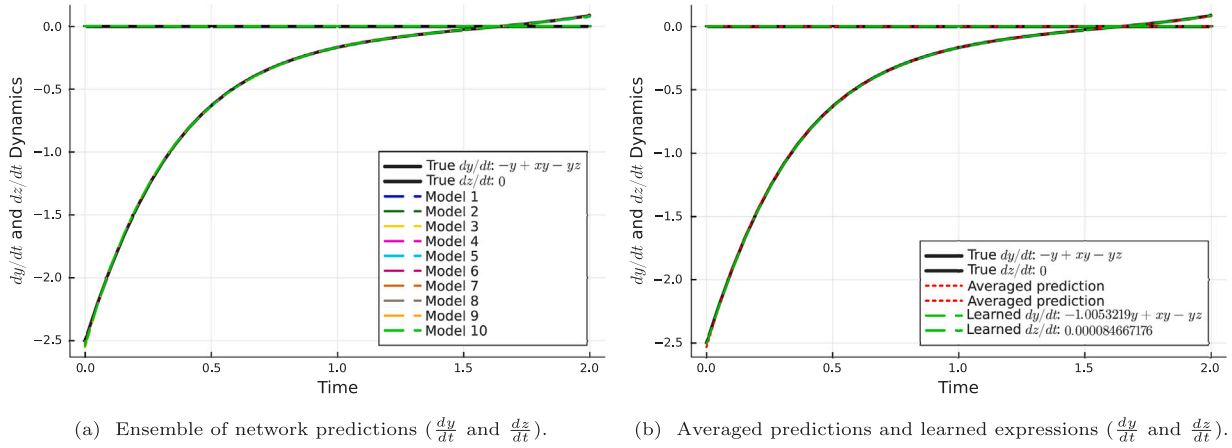 dy/dt and dz/dt Dynamics
0.0
−0.5
−1.0
−1.5
−2.0
−2.5
True dy/dt: −y + xy − yz
True dz/dt: 0
Model 1
Model 2
Model 3
Model 4
Model 5
Model 6
Model 7
Model 8
Model 9
Model 10
0.0 0.5 1.0 1.5 2.0
Time
(a) Ensemble of network predictions (dy/dt and dz/dt).
dy/dt and dz/dt Dynamics
0.0
−0.5
−1.0
−1.5
−2.0
−2.5
True dy/dt: −y + xy − yz
True dz/dt: 0
Averaged prediction
Averaged prediction
Learned dy/dt: −1.0053219y + xy − yz
Learned dz/dt: 0.000084667176
0.0 0.5 1.0 1.5 2.0
Time
(b) Averaged predictions and learned expressions (dy/dt and dz/dt).